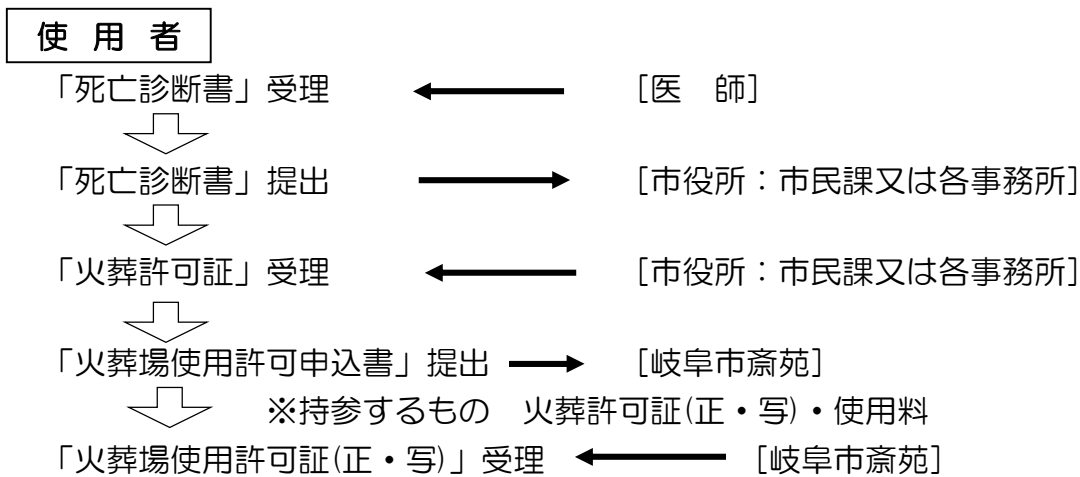 使 用 者
「死亡診断書」受理 [医 師]
「死亡診断書」提出 [市役所：市民課又は各事務所]
「火葬許可証」受理 [市役所：市民課又は各事務所]
「火葬場使用許可申込書」提出 [岐阜市斎苑]
※持参するもの 火葬許可証(正・写)・使用料
「火葬場使用許可証(正・写)」受理 [岐阜市斎苑]